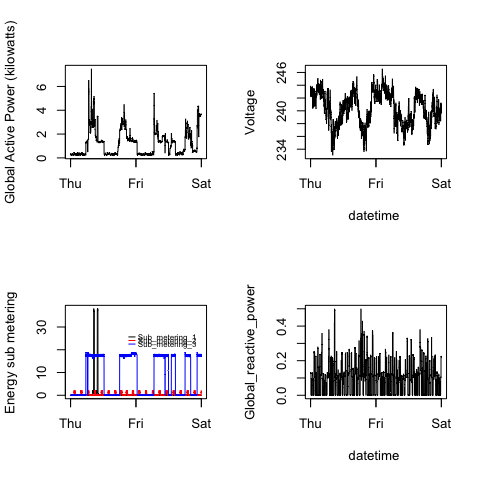 Global Active Power (kilowatts)
6
4
2
0
Thu
Fri
Sat
Voltage
246
240
234
Thu
Fri
Sat
datetime
Energy sub metering
30
10
0
Sub_metering_1
Sub_metering_2
Sub_metering_3
Thu
Fri
Sat
Global_reactive_power
0.4
0.2
0.0
Thu
Fri
Sat
datetime